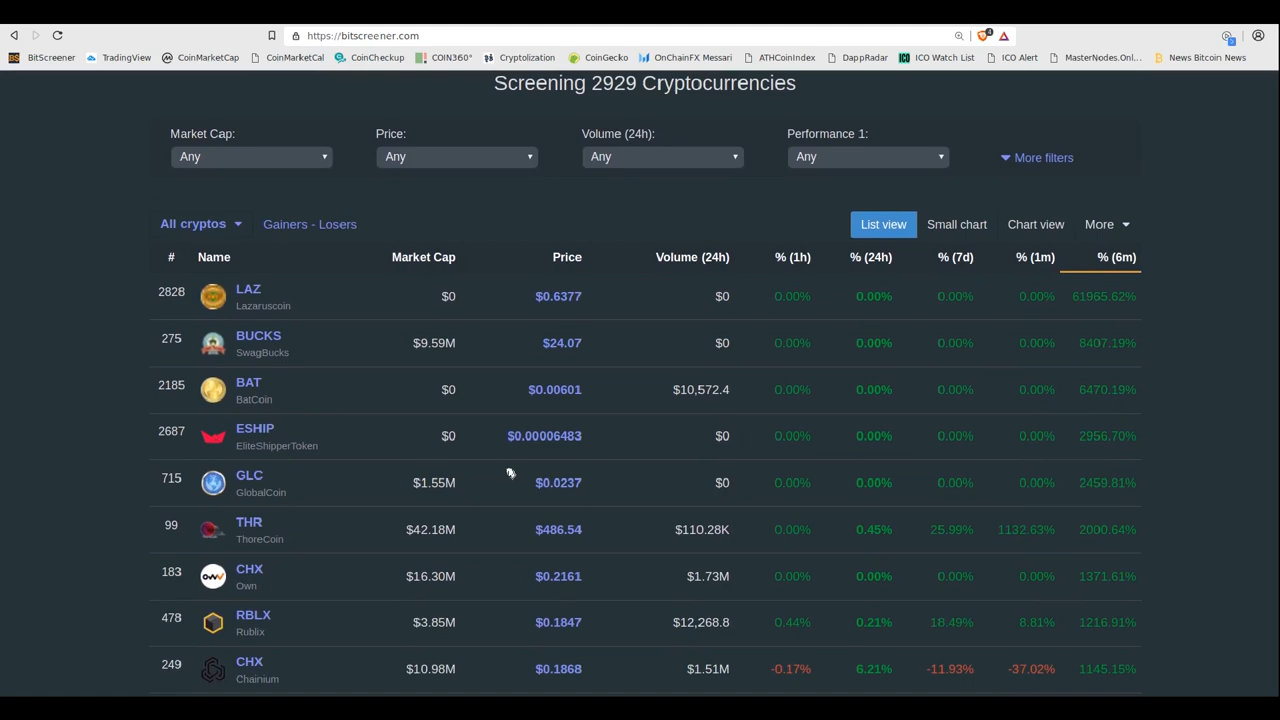 https://bitscreener.com
BitScreener TradingView CoinMarketCap CoinMarketCal CoinCheckup COIN360° Cryptolization CoinGecko OnChainFX Messari ATHCoinIndex DappRadar ICO Watch List ICO Alert MasterNodes.Onl... News Bitcoin News
Screening 2929 Cryptocurrencies
Market Cap: Price: Volume (24h): Performance 1:
Any Any Any Any More filters
All cryptos Gainers - Losers List view Small chart Chart view More
# Name Market Cap Price Volume (24h) % (1h) % (24h) % (7d) % (1m) % (6m)
2828 LAZ $0 $0.6377 $0 0.00% 0.00% 0.00% 0.00% 61965.62%
Lazaruscoin
275 BUCKS $9.59M $24.07 $0 0.00% 0.00% 0.00% 0.00% 8407.19%
SwagBucks
2185 BAT $0 $0.00601 $10,572.4 0.00% 0.00% 0.00% 0.00% 6470.19%
BatCoin
2687 ESHIP $0 $0.00006483 $0 0.00% 0.00% 0.00% 0.00% 2956.70%
EliteShipperToken
715 GLC $1.55M $0.0237 $0 0.00% 0.00% 0.00% 0.00% 2459.81%
GlobalCoin
99 THR $42.18M $486.54 $110.28K 0.00% 0.45% 25.99% 1132.63% 2000.64%
ThoreCoin
183 CHX $16.30M $0.2161 $1.73M 0.00% 0.00% 0.00% 0.00% 1371.61%
Own
478 RBLX $3.85M $0.1847 $12,268.8 0.44% 0.21% 18.49% 8.81% 1216.91%
Rublix
249 CHX $10.98M $0.1868 $1.51M -0.17% 6.21% -11.93% -37.02% 1145.15%
Chainium